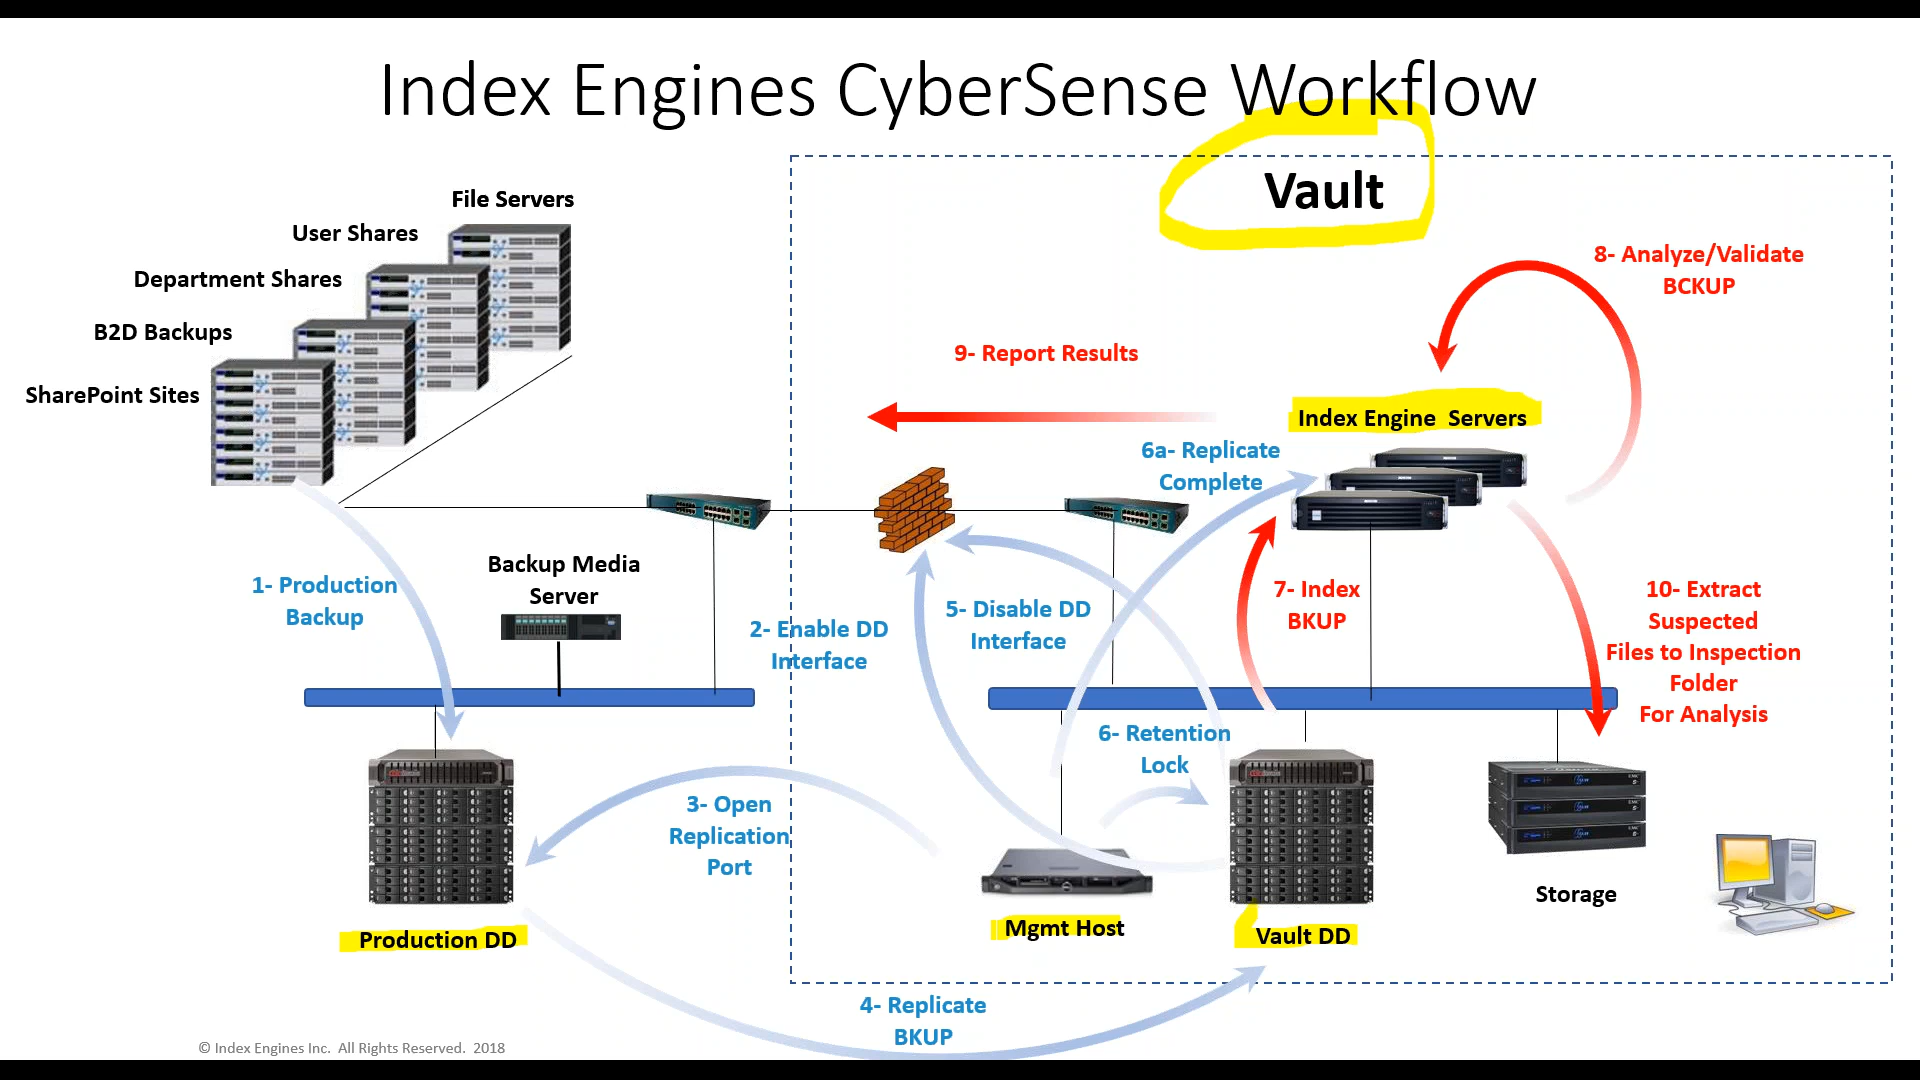 Index Engines CyberSense Workflow
Vault
File Servers
User Shares
Department Shares
B2D Backups
SharePoint Sites
8- Analyze/Validate
BCKUP
9- Report Results
Index Engine  Servers
6a- Replicate
Complete
Backup Media
Server
1- Production
Backup
2- Enable DD
Interface
5- Disable DD
Interface
7- Index
BKUP
10- Extract
Suspected
Files to Inspection
Folder
For Analysis
6- Retention
Lock
3- Open
Replication
Port
Storage
Mgmt Host
Vault DD
Production DD
4- Replicate
BKUP
© Index Engines Inc.  All Rights Reserved.  2018